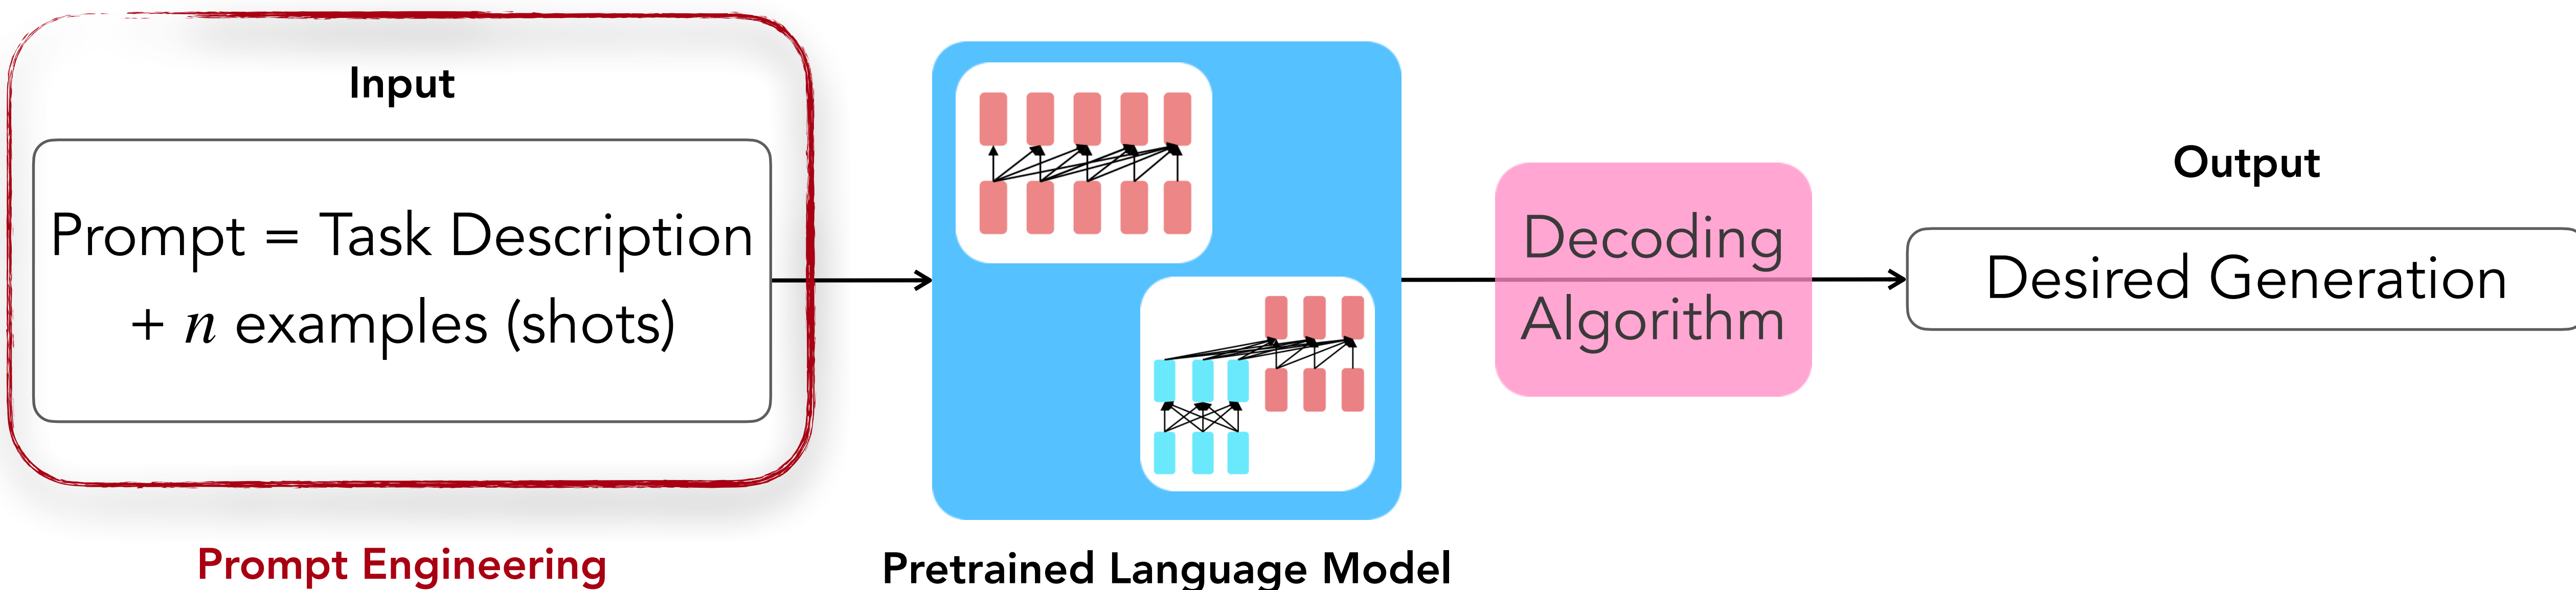 Input
Prompt = Task Description
+ n examples (shots)
Prompt Engineering
Pretrained Language Model
Decoding
Algorithm
Output
Desired Generation